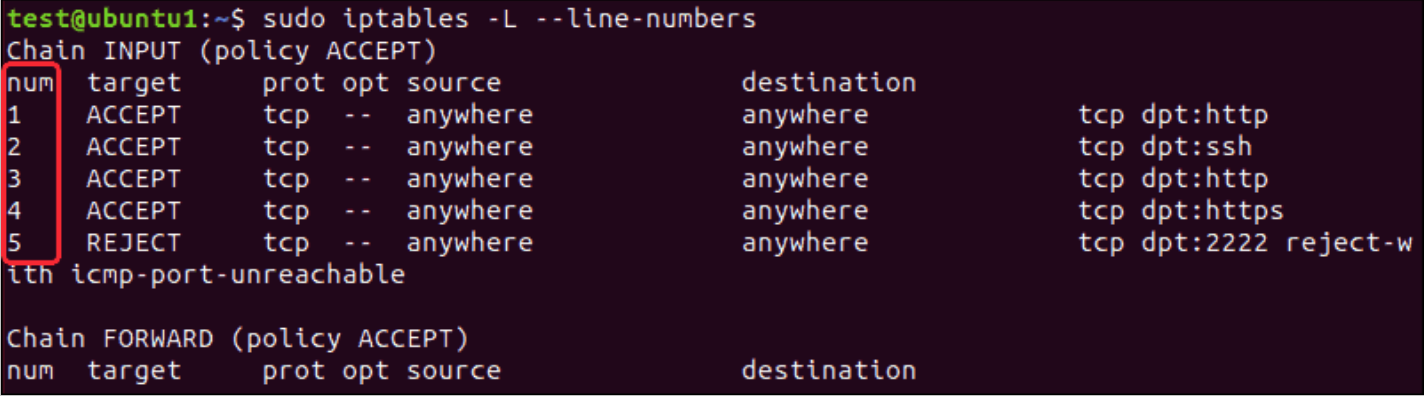 test@ubuntu1:~$ sudo iptables -L --line-numbers
Chain INPUT (policy ACCEPT)
num  target     prot opt source               destination
1    ACCEPT     tcp  --  anywhere             anywhere             tcp dpt:http
2    ACCEPT     tcp  --  anywhere             anywhere             tcp dpt:ssh
3    ACCEPT     tcp  --  anywhere             anywhere             tcp dpt:http
4    ACCEPT     tcp  --  anywhere             anywhere             tcp dpt:https
5    REJECT     tcp  --  anywhere             anywhere             tcp dpt:2222 reject-w
ith icmp-port-unreachable
Chain FORWARD (policy ACCEPT)
num  target     prot opt source               destination